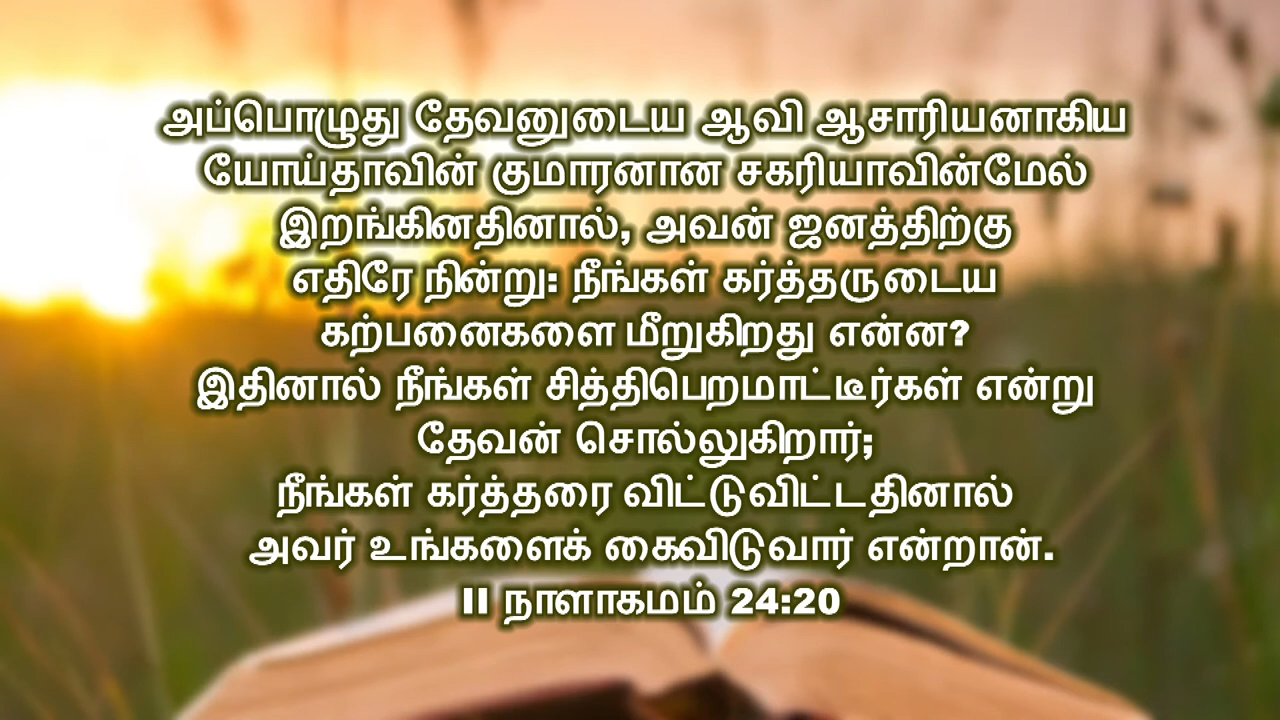 அப்பொழுது தேவனுடைய ஆவி ஆசாரியனாகிய
யோய்தாவின் குமாரனான சகரியாவின்மேல்
இறங்கினதினால், அவன் ஜனத்திற்கு
எதிரே நின்று: நீங்கள் கர்த்தருடைய
கற்பனைகளை மீறுகிறது என்ன?
இதினால் நீங்கள் சித்திபெறமாட்டீர்கள் என்று
தேவன் சொல்லுகிறார்;
நீங்கள் கர்த்தரை விட்டுவிட்டதினால்
அவர் உங்களைக் கைவிடுவார் என்றான்.
II நாளாகமம் 24:20